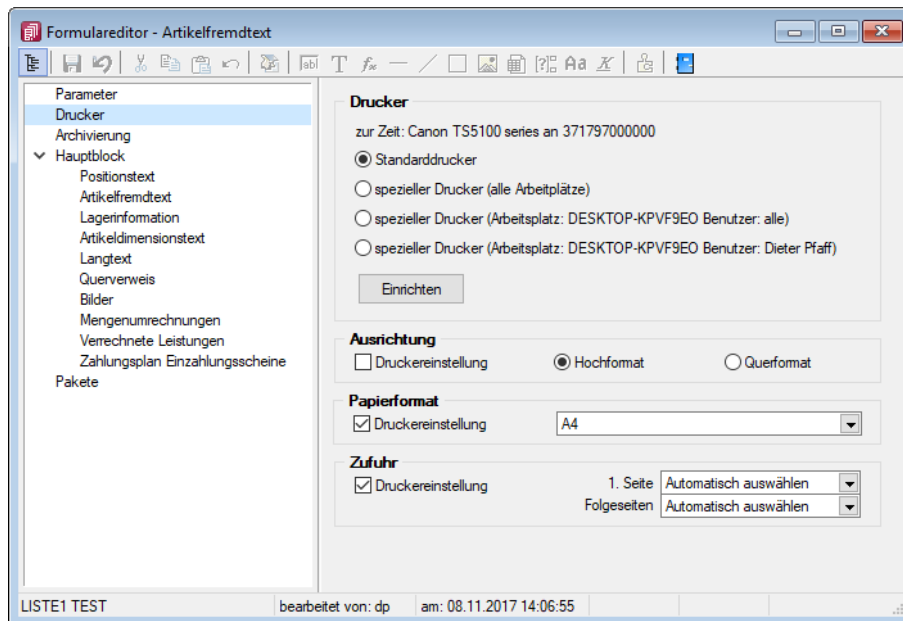 Formulareditor - Artikelfremdtext
Parameter
Drucker
Archivierung
Hauptblock
Positionstext
Artikelfremdtext
Lagerinformation
Artikeldimensionstext
Langtext
Querverweis
Bilder
Mengenumrechnungen
Verrechnete Leistungen
Zahlungsplan Einzahlungsscheine
Pakete
Drucker
zur Zeit: Canon TS5100 series an 371797000000
Standarddrucker
spezieller Drucker (alle Arbeitplätze)
spezieller Drucker (Arbeitsplatz: DESKTOP-KPVF9EO Benutzer: alle)
spezieller Drucker (Arbeitsplatz: DESKTOP-KPVF9EO Benutzer: Dieter Pfaff)
Einrichten
Ausrichtung
Druckereinstellung Hochformat Querformat
Papierformat
Druckereinstellung A4
Zufuhr
Druckereinstellung 1. Seite Automatisch auswählen
Folgeseiten Automatisch auswählen
LISTE1 TEST bearbeitet von: dp am: 08.11.2017 14:06:55